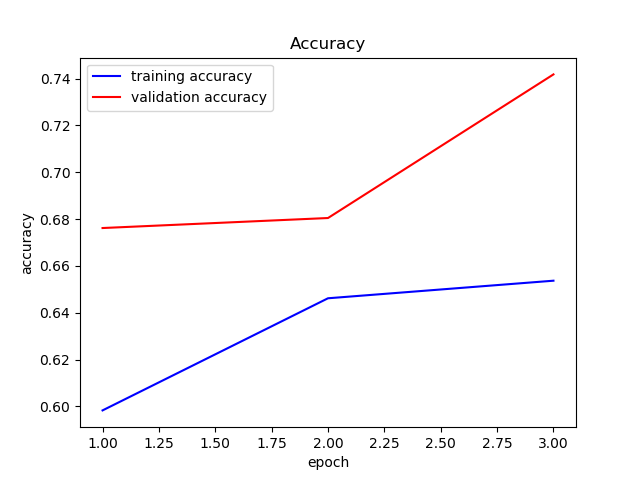 Accuracy
training accuracy
validation accuracy
0.74
0.72
0.70
0.68
0.66
0.64
0.62
0.60
accuracy
1.00 1.25 1.50 1.75 2.00 2.25 2.50 2.75 3.00
epoch